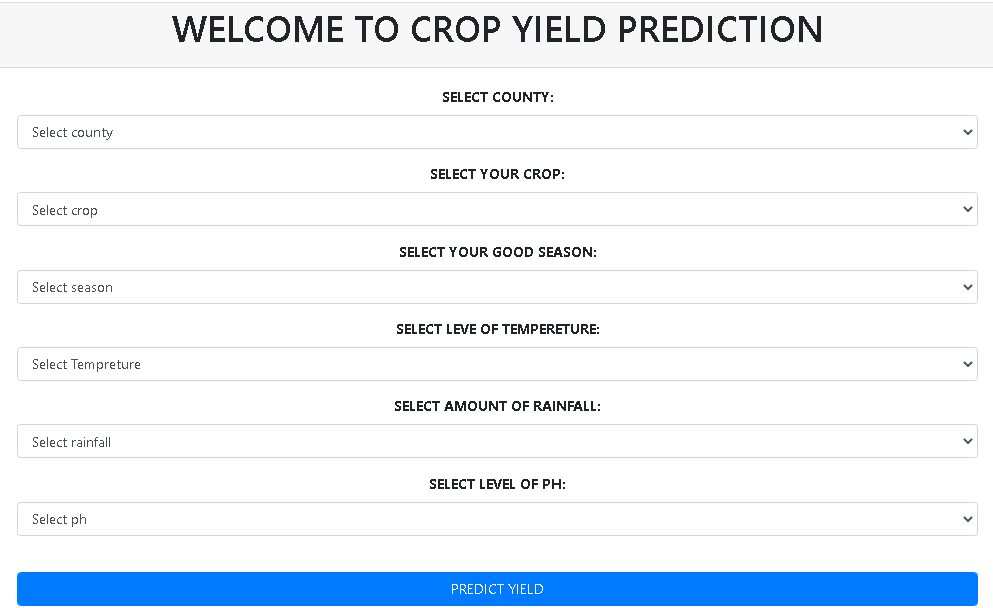 WELCOME TO CROP YIELD PREDICTION
SELECT COUNTY:
Select county
SELECT YOUR CROP:
Select crop
SELECT YOUR GOOD SEASON:
Select season
SELECT LEVE OF TEMPERETURE:
Select Tempreture
SELECT AMOUNT OF RAINFALL:
Select rainfall
SELECT LEVEL OF PH:
Select ph
PREDICT YIELD